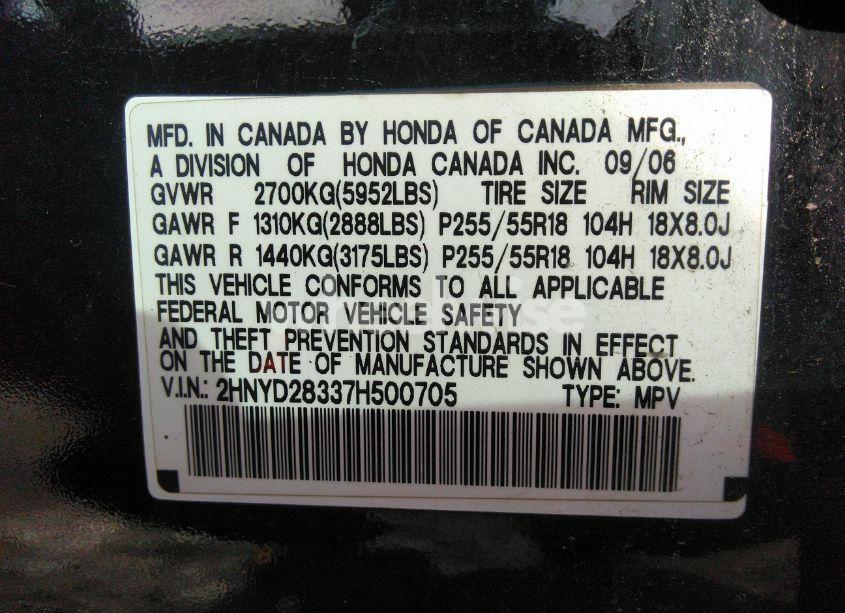 MFD. IN CANADA BY HONDA OF CANADA MFG.,
A DIVISION OF HONDA CANADA INC. 09/06
GVWR 2700KG(5952LBS) TIRE SIZE RIM SIZE
GAWR F 1310KG(2888LBS) P255/55R18 104H 18X8.0J
GAWR R 1440KG(3175LBS) P255/55R18 104H 18X8.0J
THIS VEHICLE CONFORMS TO ALL APPLICABLE
FEDERAL MOTOR VEHICLE SAFETY
AND THEFT PREVENTION STANDARDS IN EFFECT
ON THE DATE OF MANUFACTURE SHOWN ABOVE.
V.I.N.: 2HNYD28337H500705 TYPE: MPV